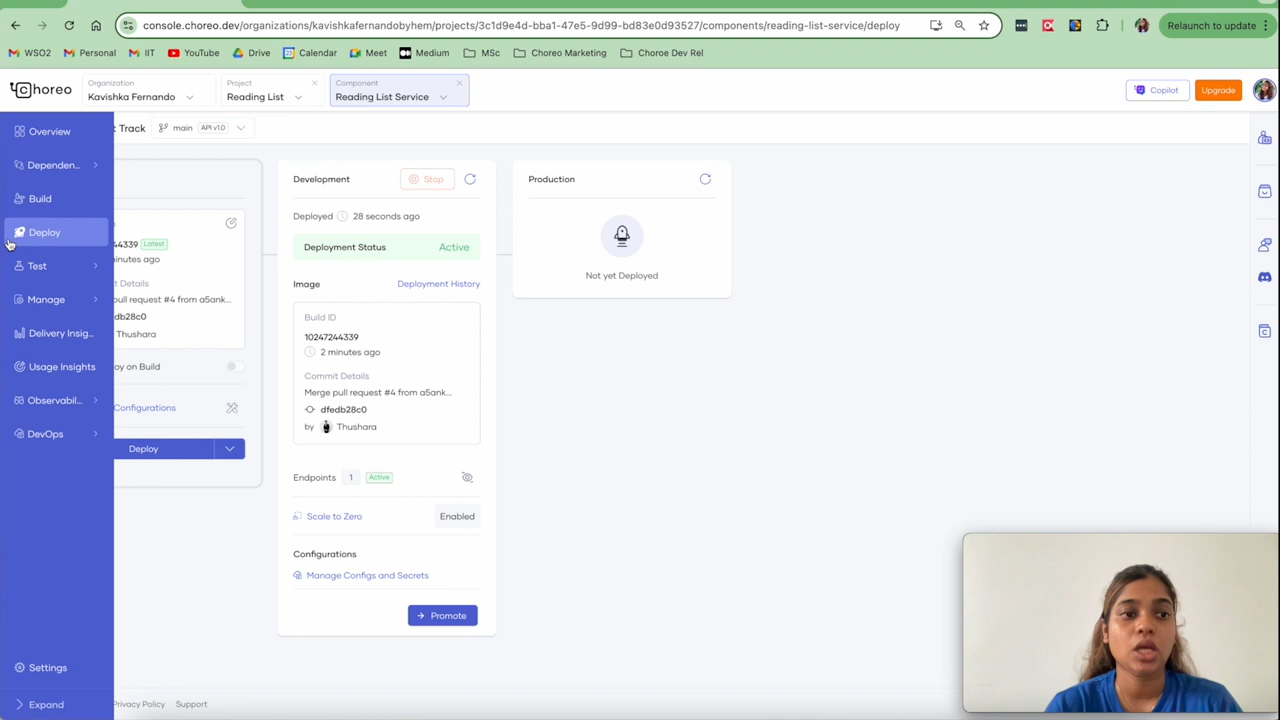 console.choreo.dev/organizations/kavishkafernandobyhem/projects/3c1d9e4d-bba1-47e5-9d99-bd83e0d93527/components/reading-list-service/deploy
Relaunch to update
WSO2
Personal
IIT
YouTube
Drive
Calendar
Meet
Medium
MSc
Choreo Marketing
Choroe Dev Rel
Choreo
Organization
Kavishka Fernando
Project
Reading List
Component
Reading List Service
Copilot
Upgrade
Overview
Dependen...
Build
Deploy
Test
Manage
Delivery Insig...
Usage Insights
Observabil...
DevOps
Settings
Expand
t Track
main
API v1.0
44339
Latest
inutes ago
t Details
pull request #4 from a5ank...
db28c0
Thushara
oy on Build
Configurations
Deploy
Development
Stop
Deployed
28 seconds ago
Deployment Status
Active
Image
Deployment History
Build ID
10247244339
2 minutes ago
Commit Details
Merge pull request #4 from a5ank...
dfedb28c0
by Thushara
Endpoints
1
Active
Scale to Zero
Enabled
Configurations
Manage Configs and Secrets
Promote
Production
Not yet Deployed
Privacy Policy
Support